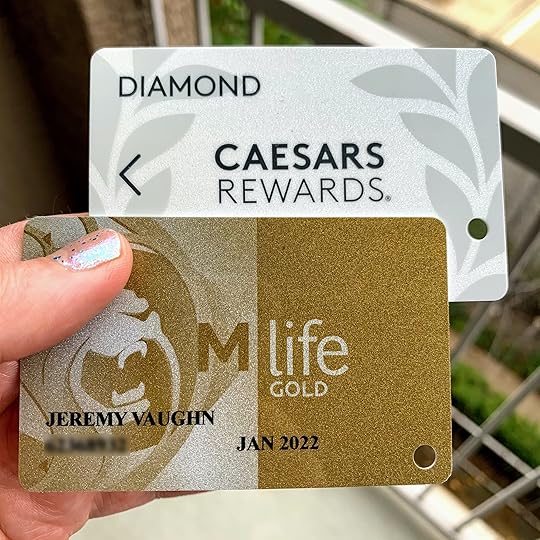 DIAMOND
CAESARS
REWARDS®
M life
GOLD
JEREMY VAUGHN
JAN 2022